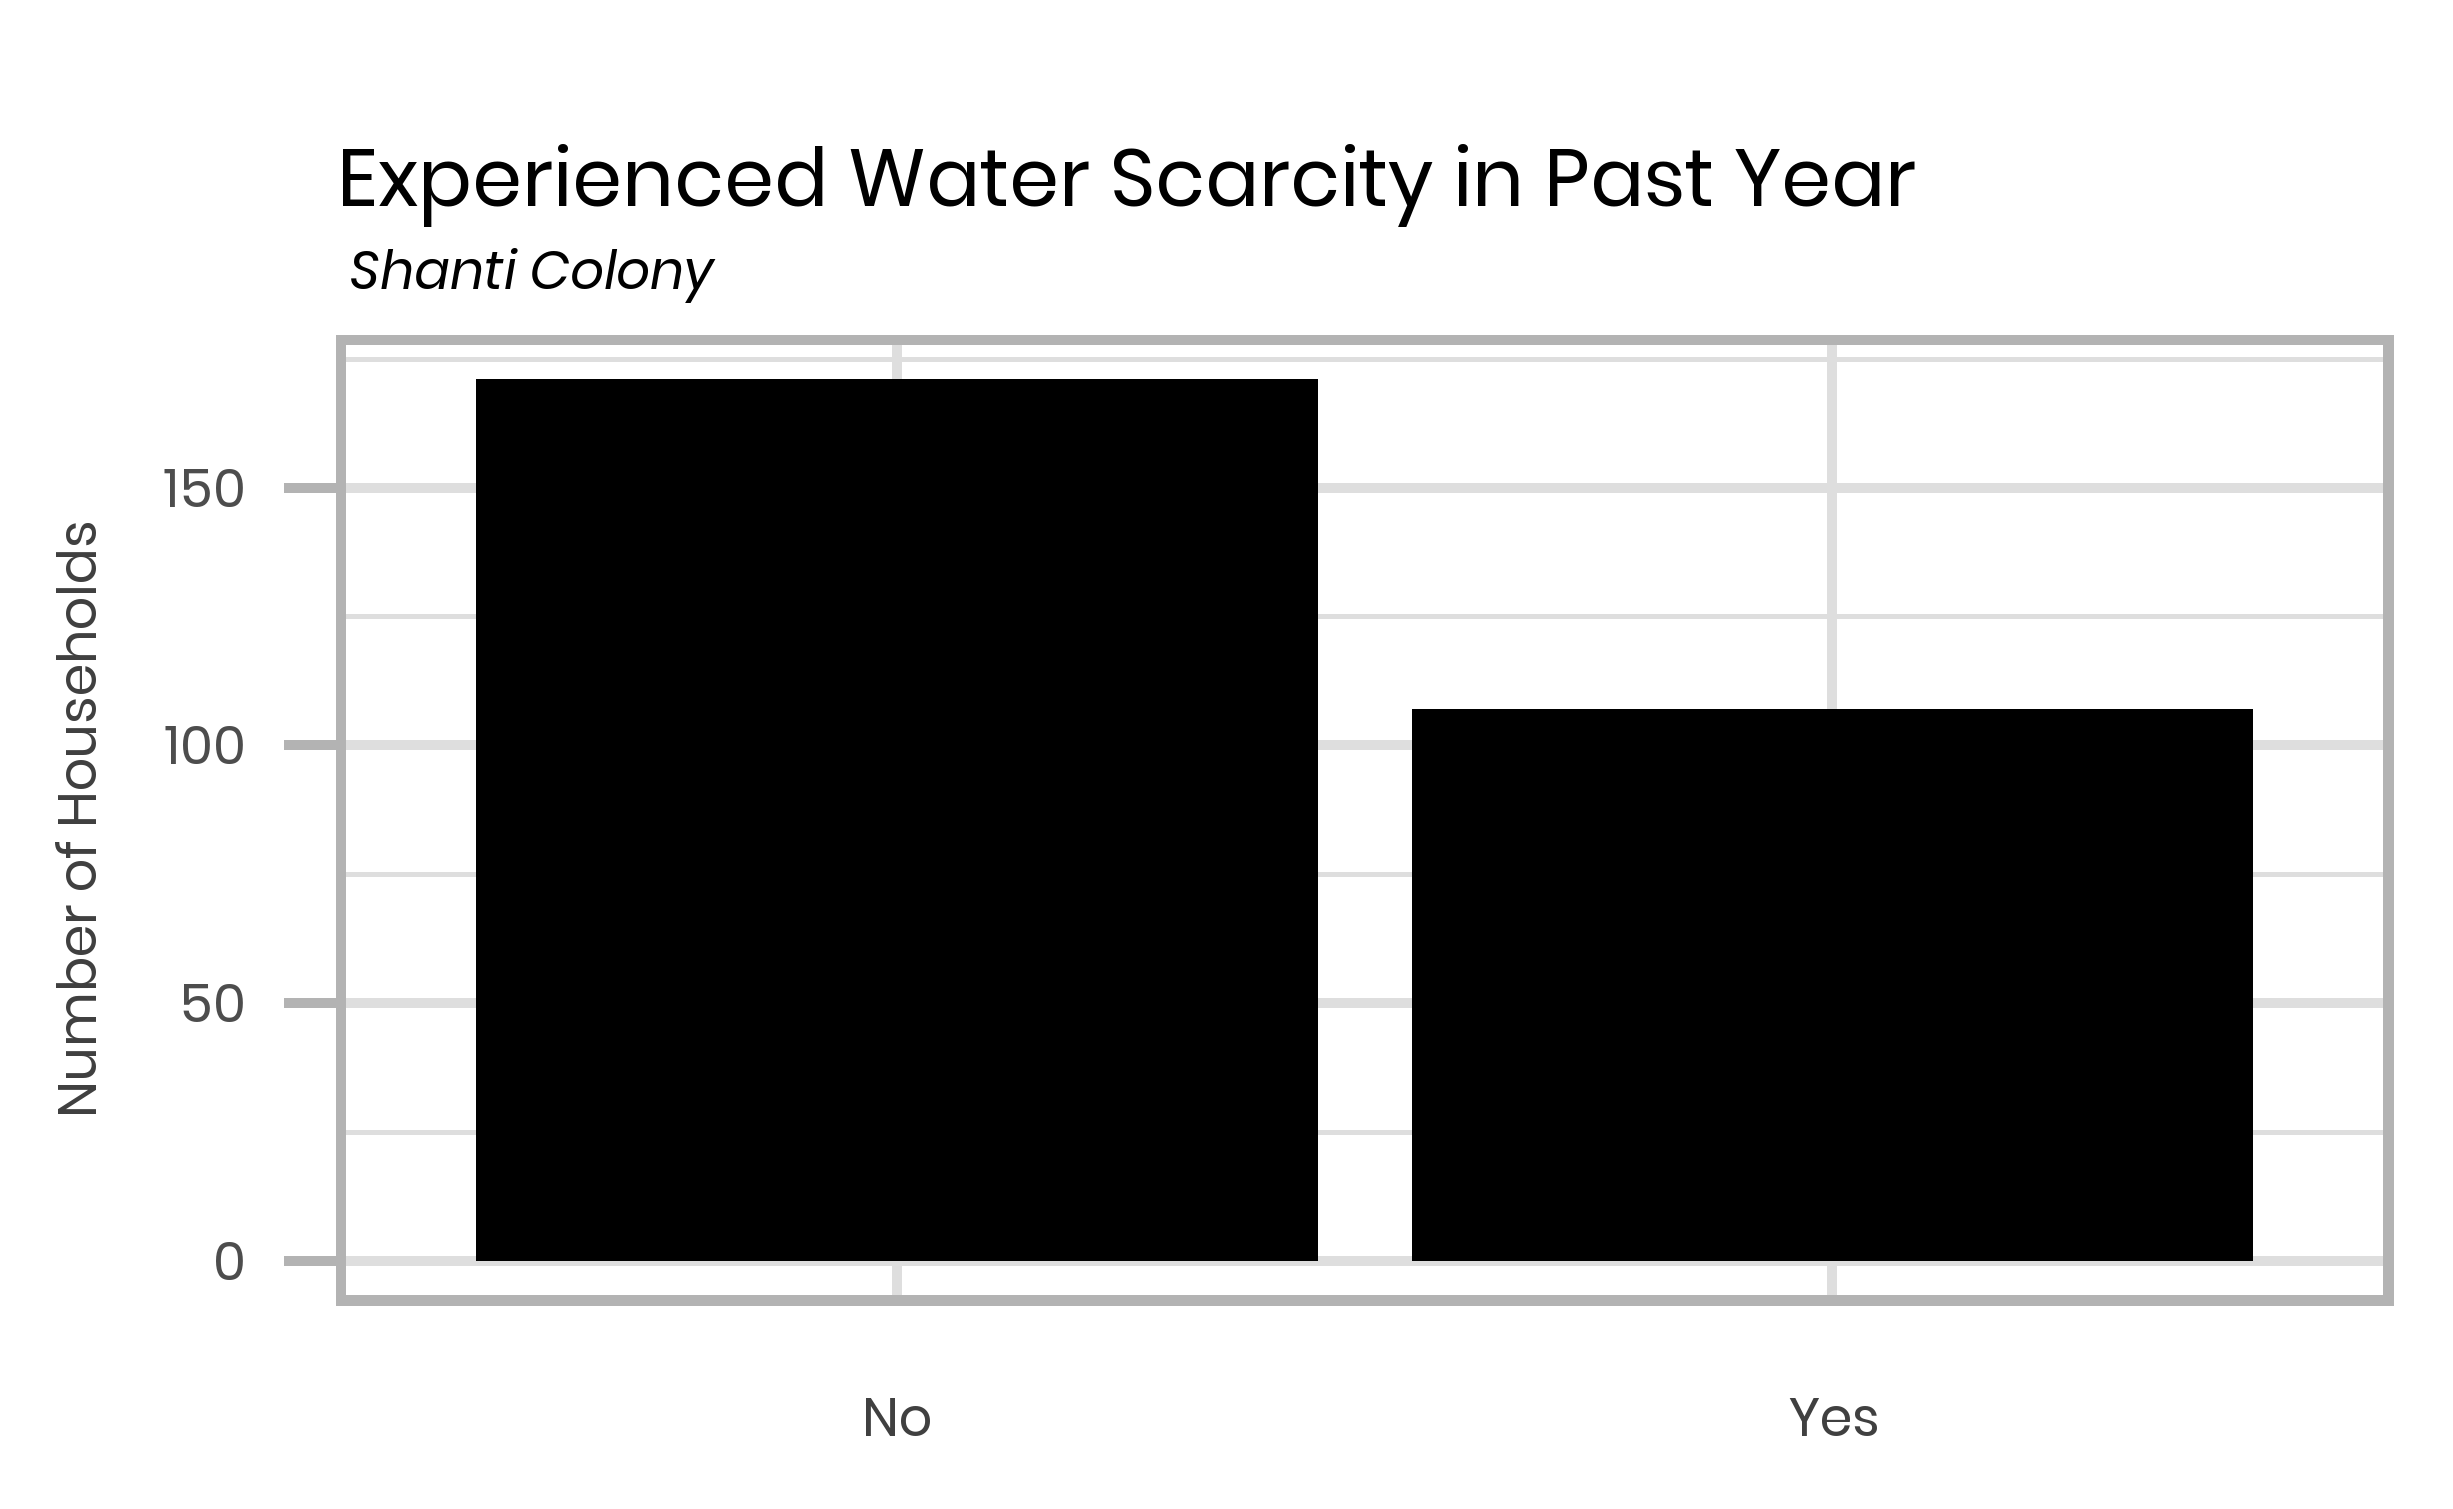 Experienced Water Scarcity in Past Year
Shanti Colony
Number of Households
150
100
50
0
No
Yes